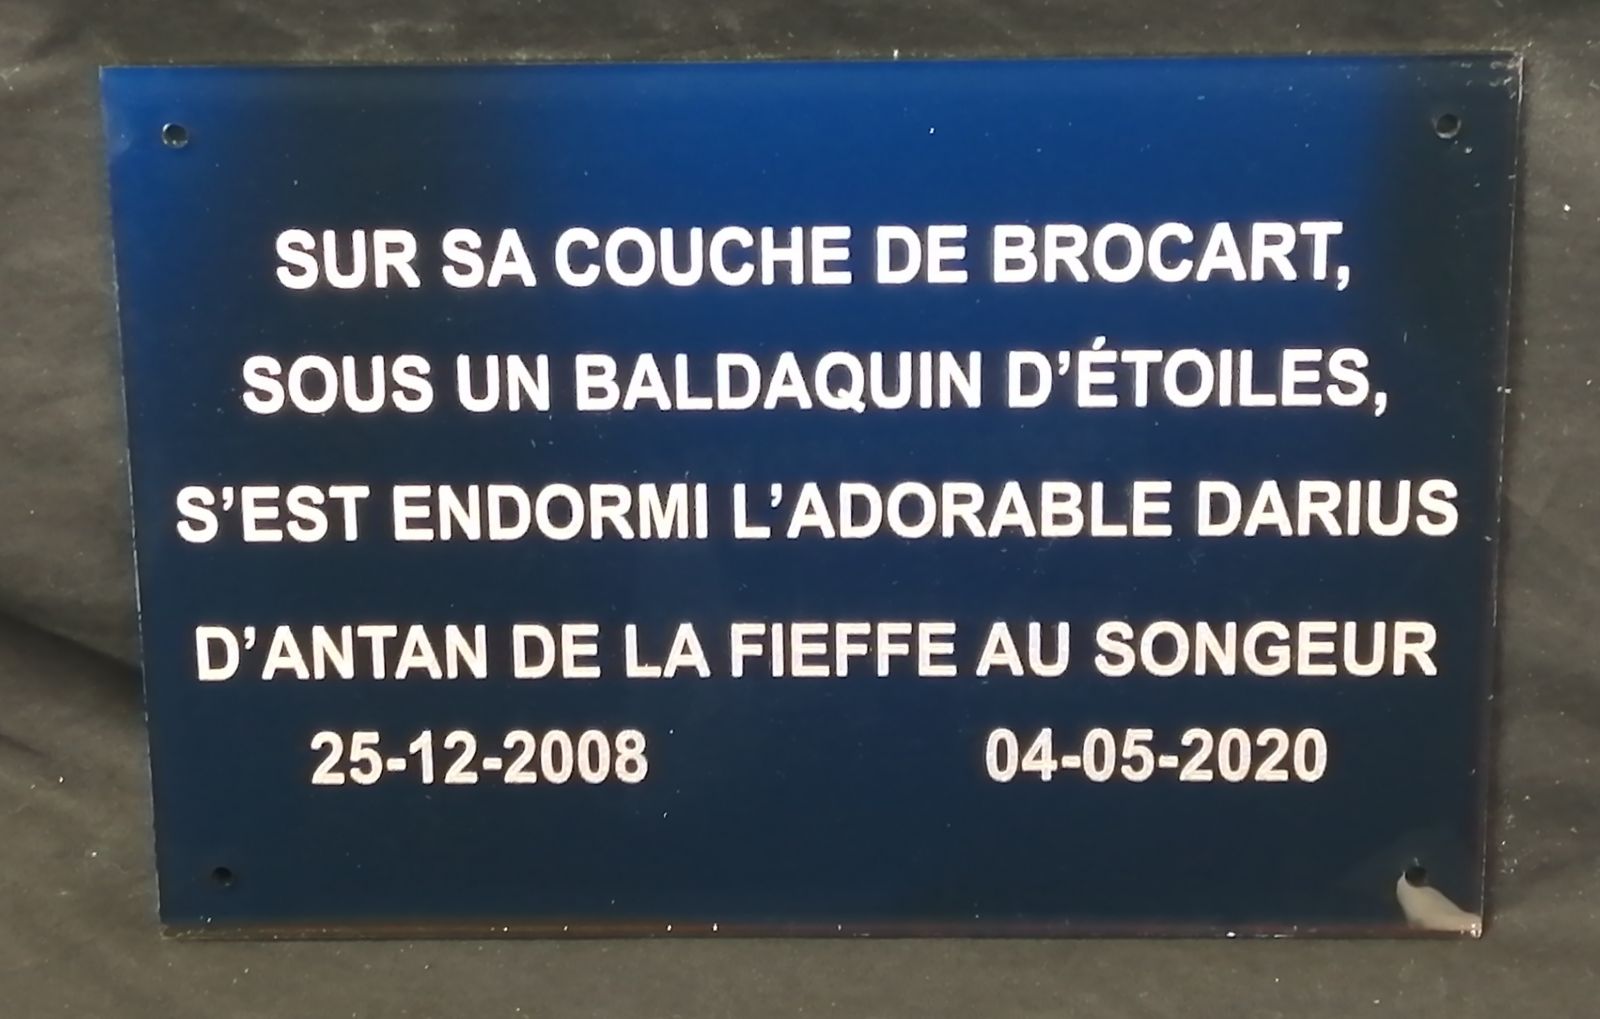 SUR SA COUCHE DE BROCART,
SOUS UN BALDAQUIN D’ÉTOILES,
S’EST ENDORMI L’ADORABLE DARIUS
D’ANTAN DE LA FIEFFE AU SONGEUR
25-12-2008 04-05-2020